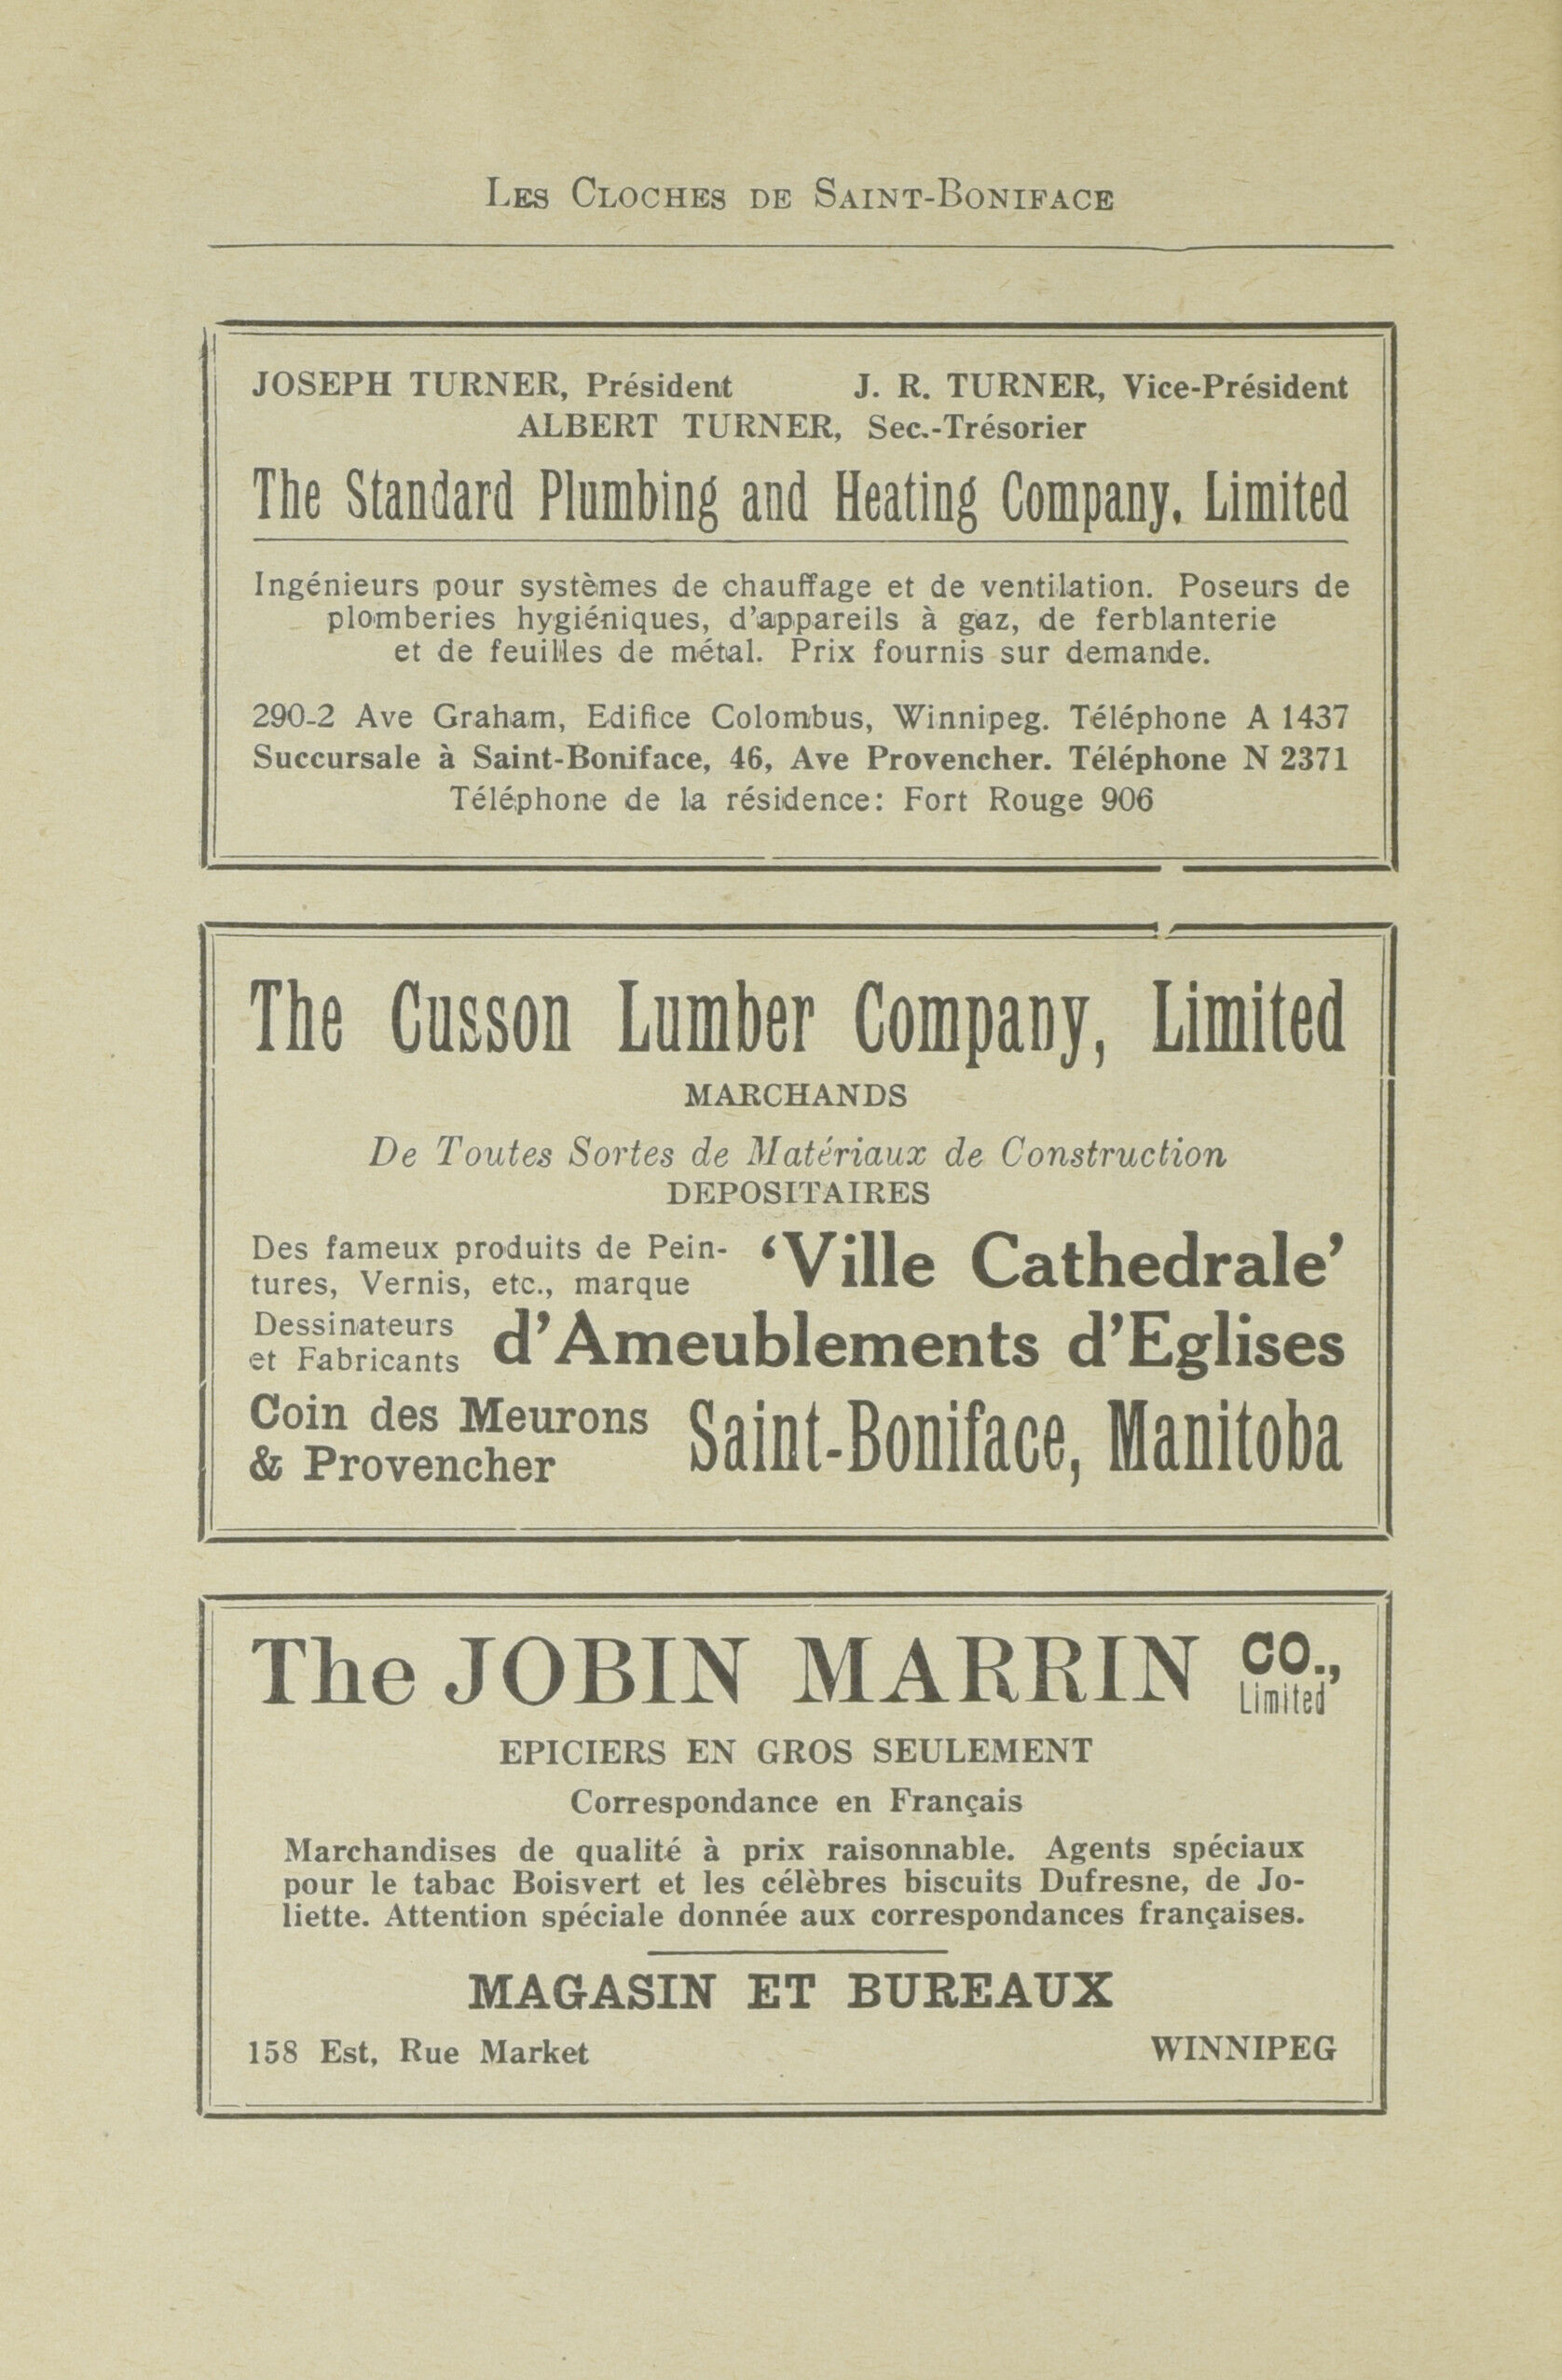 Les Cloches de Saint-Boniface
JOSEPH TURNER, Président J. R. TURNER, Vice-Président
ALBERT TURNER, Sec.-Trésorier
The Standard Plumbing and Heating Company, Limited
Ingénieurs pour systèmes de chauffage et de ventilation. Poseurs de
plomberies hygiéniques, d'appareils à gaz, de ferblanterie
et de feuilles de métal. Prix fournis sur demande.
290-2 Ave Graham, Edifice Colombus, Winnipeg. Téléphone A 1437
Succursale à Saint-Boniface, 46, Ave Provencher. Téléphone N 2371
Téléphone de la résidence: Fort Rouge 906
The Cusson Lumber Company, Limited
MARCHANDS
De Toutes Sortes de Matériaux de Construction
DEPOSITAIRES
Des fameux produits de Pein-
tures, Vernis, etc., marque
‘Ville Cathedrale’
Dessinateurs
et Fabricants
d’Ameublements d’Eglises
Coin des Meurons
& Provencher
Saint-Boniface, Manitoba
The JOBIN MARRIN CO.,
Limited
EPICIERS EN GROS SEULEMENT
Correspondance en Français
Marchandises de qualité à prix raisonnable. Agents spéciaux
pour le tabac Boisvert et les célèbres biscuits Dufresne, de Jo-
liette. Attention spéciale donnée aux correspondances françaises.
MAGASIN ET BUREAUX
158 Est, Rue Market WINNIPEG